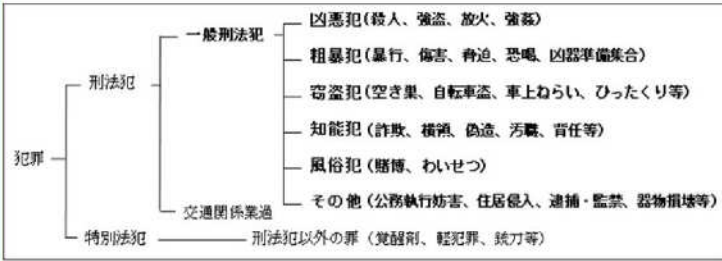 凶悪犯(殺人、強盗、放火、強姦)
一般刑法犯
粗暴犯(暴行、傷害、脅迫、恐喝、凶器準備集合)
刑法犯
窃盗犯(空き巣、自転車盗、車上ねらい、ひったくり等)
知能犯(詐欺、横領、偽造、汚職、背任等)
犯罪
風俗犯(賭博、わいせつ)
その他(公務執行妨害、住居侵入、逮捕・監禁、器物損壊等)
交通関係業過
特別法犯 刑法犯以外の罪(覚醒剤、軽犯罪、銃刀等)